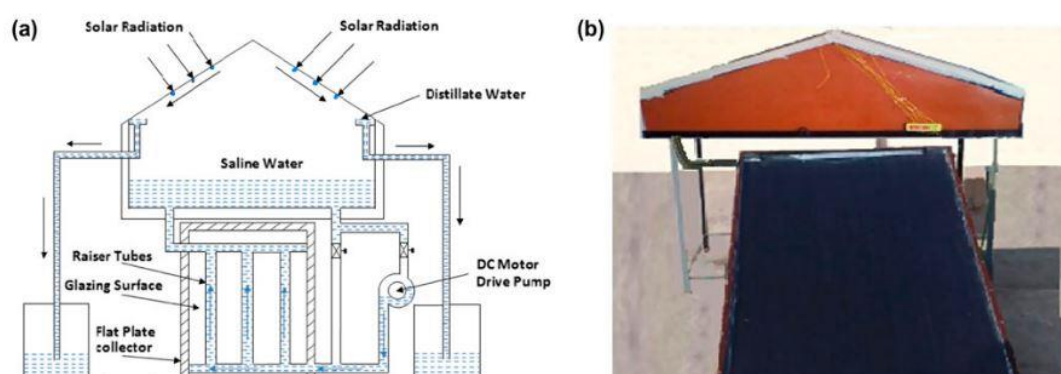 (a)
Solar Radiation
Solar Radiation
Distillate Water
Saline Water
Raiser Tubes
Glazing Surface
Flat Plate
collector
DC Motor
Drive Pump
(b)